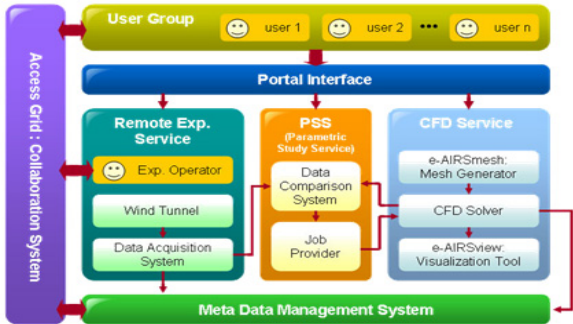 User Group
user 1
user 2
•••
user n
Access Grid : Collaboration System
Portal Interface
Remote Exp.
Service
Exp. Operator
Wind Tunnel
Data Acquisition
System
PSS
(Parametric
Study Service)
Data
Comparison
System
Job
Provider
CFD Service
e-AIRSmesh:
Mesh Generator
CFD Solver
e-AIRSview:
Visualization Tool
Meta Data Management System